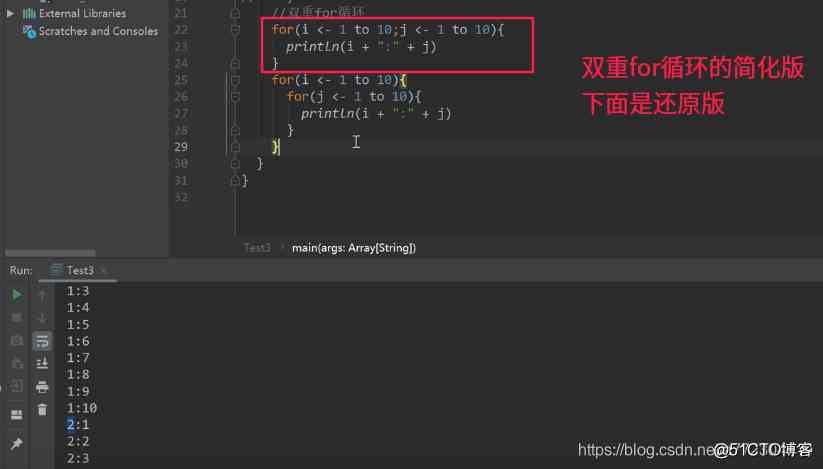 External Libraries
Scratches and Consoles
21 //双重for循环
22 for(i <- 1 to 10;j <- 1 to 10){
23 println(i + ":" + j)
24 }
25 for(i <- 1 to 10){
26 for(j <- 1 to 10){
27 println(i + ":" + j)
28 }
29 }
30 }
31 }
32
双重for循环的简化版
下面是还原版
Test3 › main(args: Array[String])
Run: Test3 ×
1:3
1:4
1:5
1:6
1:7
1:8
1:9
1:10
2:1
2:2
2:3
https://blog.csdn.ne
@51CTO博客